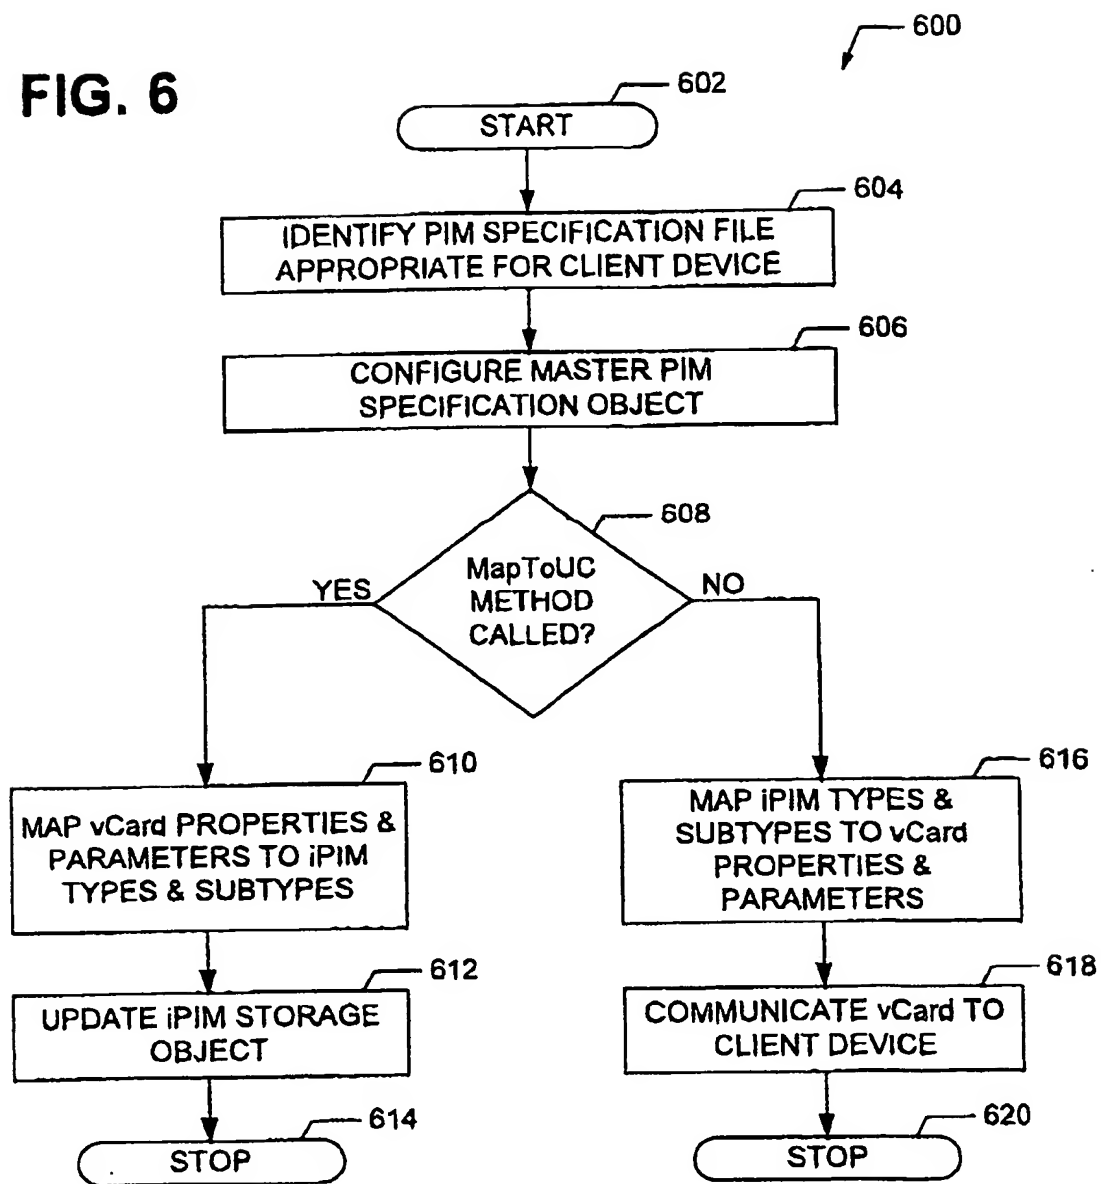 600
FIG. 6
602
START
604
IDENTIFY PIM SPECIFICATION FILE
APPROPRIATE FOR CLIENT DEVICE
606
CONFIGURE MASTER PIM
SPECIFICATION OBJECT
608
MapToUC
METHOD
CALLED?
YES
NO
610
MAP vCard PROPERTIES &
PARAMETERS TO iPIM
TYPES & SUBTYPES
616
MAP iPIM TYPES &
SUBTYPES TO vCard
PROPERTIES &
PARAMETERS
612
UPDATE iPIM STORAGE
OBJECT
618
COMMUNICATE vCard TO
CLIENT DEVICE
614
STOP
620
STOP